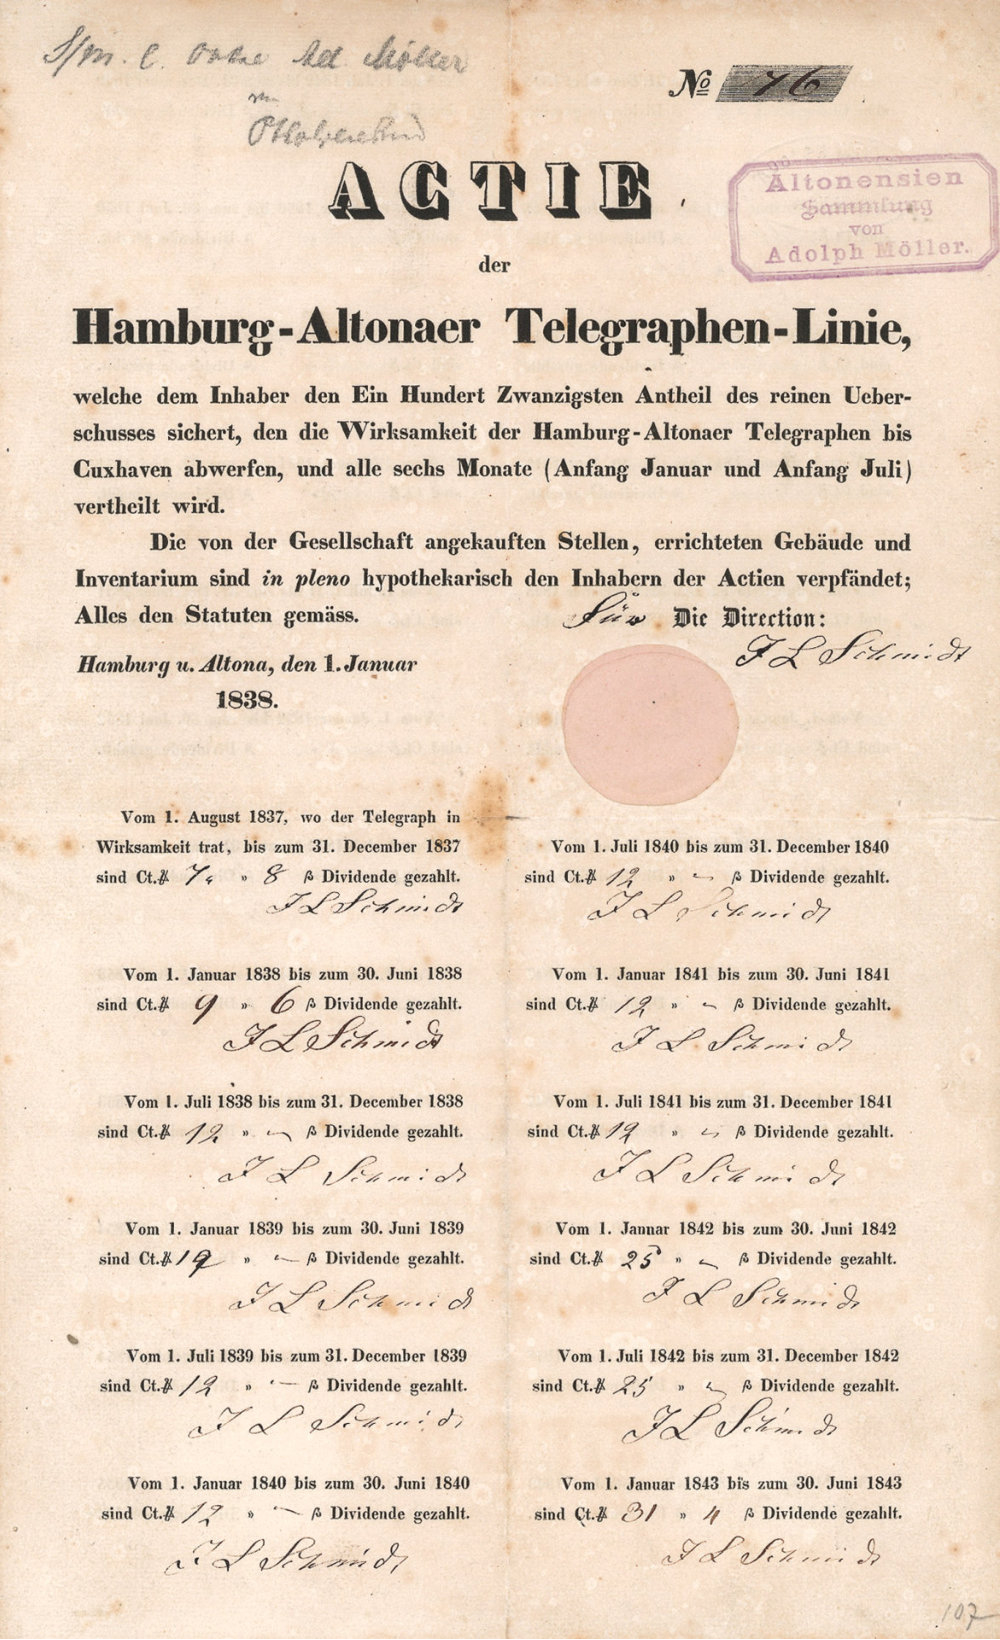 S/m. C. Ad Möller
No 76
ACTIE
Altonensien
Sammlung
von
Adolph Möller.
der
Hamburg-Altonaer Telegraphen-Linie,
welche dem Inhaber den Ein Hundert Zwanzigsten Antheil des reinen Ueber-
schusses sichert, den die Wirksamkeit der Hamburg-Altonaer Telegraphen bis
Cuxhaven abwerfen, und alle sechs Monate (Anfang Januar und Anfang Juli)
vertheilt wird.
Die von der Gesellschaft angekauften Stellen, errichteten Gebäude und
Inventarium sind in pleno hypothekarisch den Inhabern der Actien verpfändet;
Alles den Statuten gemäss.
Für Die Direction:
J L Schmidt
Hamburg u. Altona, den 1. Januar
1838.
Vom 1. August 1837, wo der Telegraph in
Wirksamkeit trat, bis zum 31. December 1837
sind Ct.₰ 7 " 8 ß Dividende gezahlt.
J L Schmidt
Vom 1. Januar 1838 bis zum 30. Juni 1838
sind Ct.₰ 9 " 6 ß Dividende gezahlt.
J L Schmidt
Vom 1. Juli 1838 bis zum 31. December 1838
sind Ct.₰ 12 " — ß Dividende gezahlt.
J L Schmidt
Vom 1. Januar 1839 bis zum 30. Juni 1839
sind Ct.₰ 12 " — ß Dividende gezahlt.
J L Schmidt
Vom 1. Juli 1839 bis zum 31. December 1839
sind Ct.₰ 12 " — ß Dividende gezahlt.
J L Schmidt
Vom 1. Januar 1840 bis zum 30. Juni 1840
sind Ct.₰ 12 " — ß Dividende gezahlt.
J L Schmidt
Vom 1. Juli 1840 bis zum 31. December 1840
sind Ct.₰ 12 " — ß Dividende gezahlt.
J L Schmidt
Vom 1. Januar 1841 bis zum 30. Juni 1841
sind Ct.₰ 12 " — ß Dividende gezahlt.
J L Schmidt
Vom 1. Juli 1841 bis zum 31. December 1841
sind Ct.₰ 12 " — ß Dividende gezahlt.
J L Schmidt
Vom 1. Jannar 1842 bis zum 30. Juni 1842
sind Ct.₰ 25 " — ß Dividende gezahlt.
J L Schmidt
Vom 1. Juli 1842 bis zum 31. December 1842
sind Ct.₰ 25 " — ß Dividende gezahlt.
J L Schmidt
Vom 1. Januar 1843 bis zum 30. Juni 1843
sind Ct.₰ 31 " 4 ß Dividende gezahlt.
J L Schmidt
107